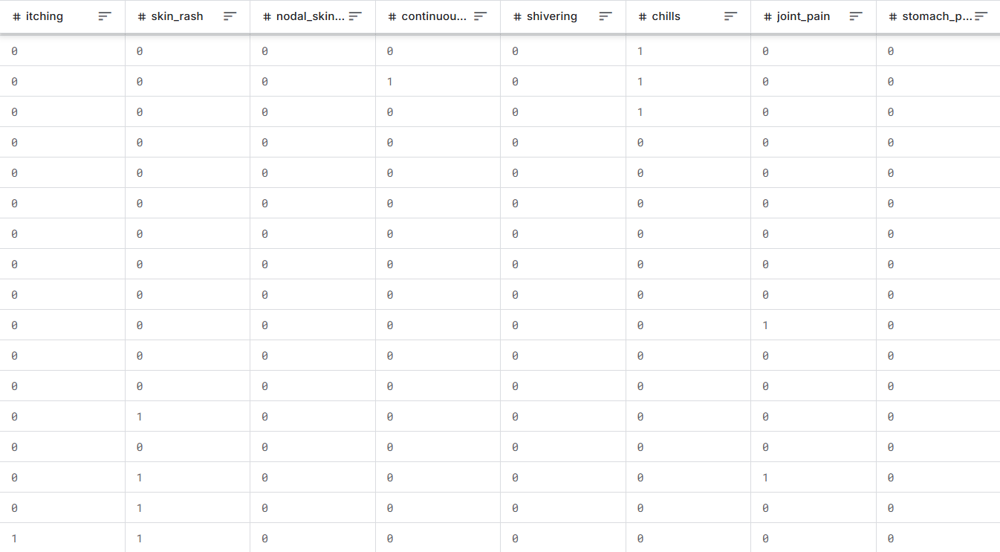 # itching # skin_rash # nodal_skin... # continuou... # shivering # chills # joint_pain # stomach_p...
0 0 0 0 0 1 0 0
0 0 0 1 0 1 0 0
0 0 0 0 0 1 0 0
0 0 0 0 0 0 0 0
0 0 0 0 0 0 0 0
0 0 0 0 0 0 0 0
0 0 0 0 0 0 0 0
0 0 0 0 0 0 0 0
0 0 0 0 0 0 0 0
0 0 0 0 0 0 1 0
0 0 0 0 0 0 0 0
0 0 0 0 0 0 0 0
0 1 0 0 0 0 0 0
0 0 0 0 0 0 0 0
0 1 0 0 0 0 1 0
0 1 0 0 0 0 0 0
1 1 0 0 0 0 0 0